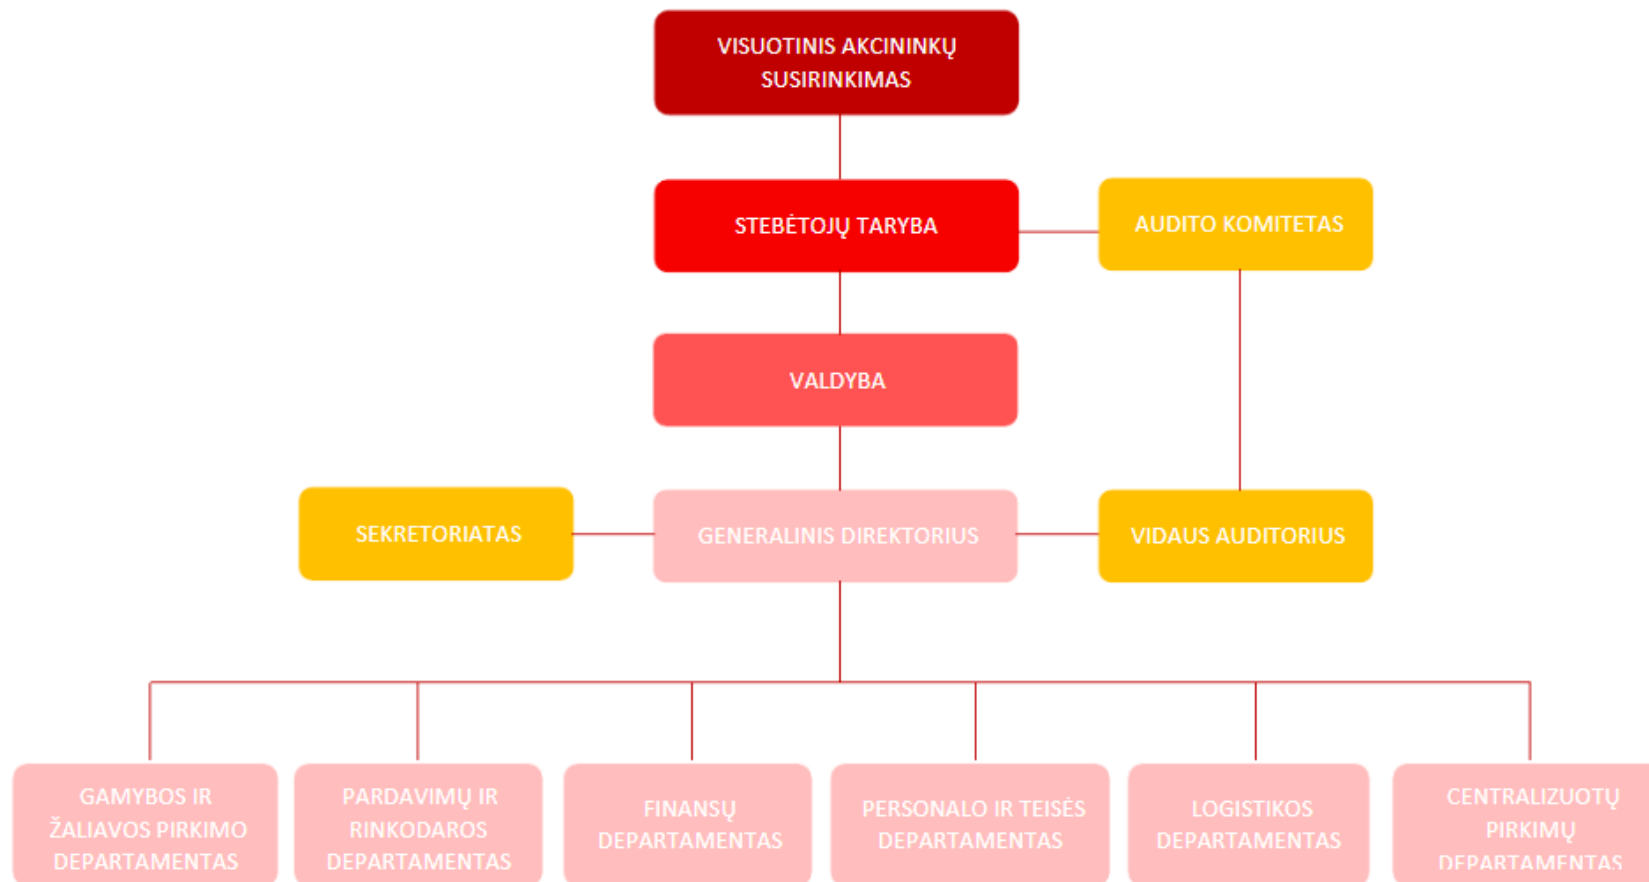 VISUOTINIS AKCININKŲ
SUSIRINKIMAS
STEBĖTOJŲ TARYBA
AUDITO KOMITETAS
VALDYBA
SEKRETORIATAS
GENERALINIS DIREKTORIUS
VIDAUS AUDITORIUS
GAMYBOS IR
ŽALIAVOS PIRKIMO
DEPARTAMENTAS
PARDAVIMŲ IR
RINKODAROS
DEPARTAMENTAS
FINANSŲ
DEPARTAMENTAS
PERSONALO IR TEISĖS
DEPARTAMENTAS
LOGISTIKOS
DEPARTAMENTAS
CENTRALIZUOTŲ
PIRKIMŲ
DEPARTAMENTAS